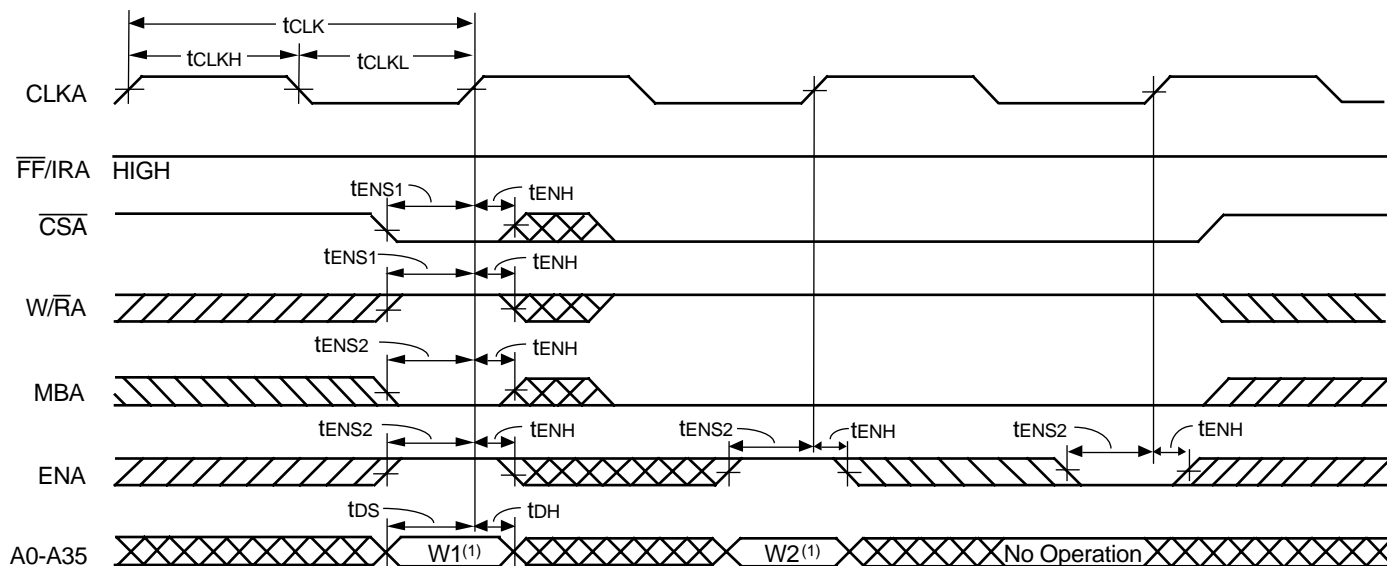 tCLK
tCLKH
tCLKL
CLKA
FF/IRA HIGH
tENS1 tENH
CSA
tENS1 tENH
W/RA
tENS2 tENH
MBA
tENS2 tENH tENS2 tENH tENS2 tENH
ENA
tDS tDH
A0-A35 W1(1) W2(1) No Operation